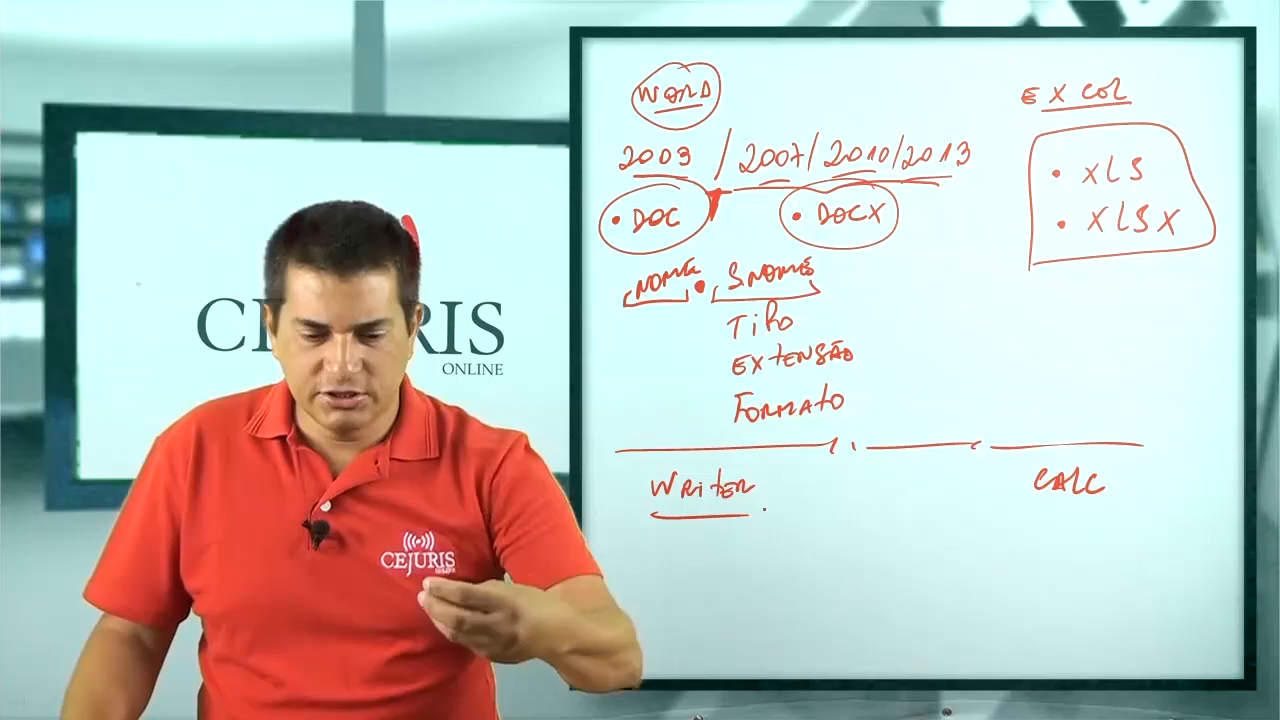 WORD
2003 / 2007 / 2010 / 2013
• DOC
• DOCX
NOME • SNOME
TIPO
EXTENSÃO
FORMATO
WRITER
EXCEL
• XLS
• XLSX
CALC
CEJURIS
ONLINE
CEJURIS
ONLINE